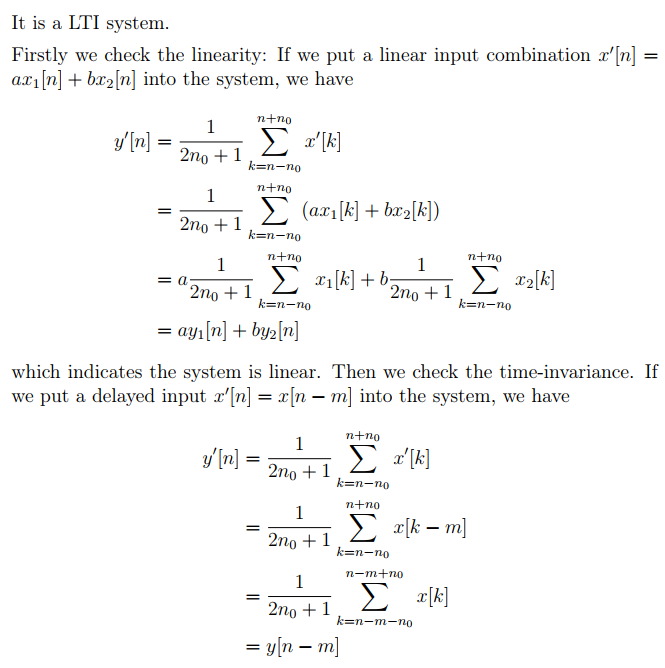 It is a LTI system.
Firstly we check the linearity: If we put a linear input combination x′[n] =
ax₁[n] + bx₂[n] into the system, we have
y′[n] = \frac{1}{2n_0 + 1} \sum_{k=n-n_0}^{n+n_0} x′[k]
= \frac{1}{2n_0 + 1} \sum_{k=n-n_0}^{n+n_0} (ax_1[k] + bx_2[k])
= a\frac{1}{2n_0 + 1} \sum_{k=n-n_0}^{n+n_0} x_1[k] + b\frac{1}{2n_0 + 1} \sum_{k=n-n_0}^{n+n_0} x_2[k]
= ay₁[n] + by₂[n]
which indicates the system is linear. Then we check the time-invariance. If
we put a delayed input x′[n] = x[n − m] into the system, we have
y′[n] = \frac{1}{2n_0 + 1} \sum_{k=n-n_0}^{n+n_0} x′[k]
= \frac{1}{2n_0 + 1} \sum_{k=n-n_0}^{n+n_0} x[k − m]
= \frac{1}{2n_0 + 1} \sum_{k=n-m-n_0}^{n-m+n_0} x[k]
= y[n − m]